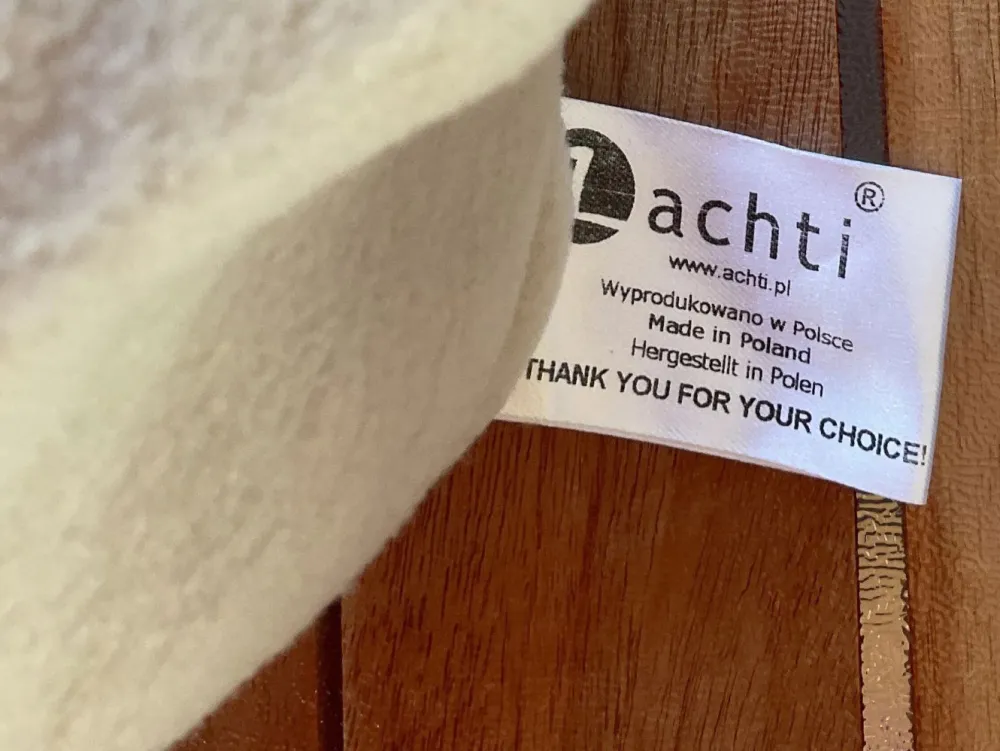 achti®
www.achti.pl
Wyprodukowano w Polsce
Made in Poland
Hergestellt in Polen
THANK YOU FOR YOUR CHOICE!